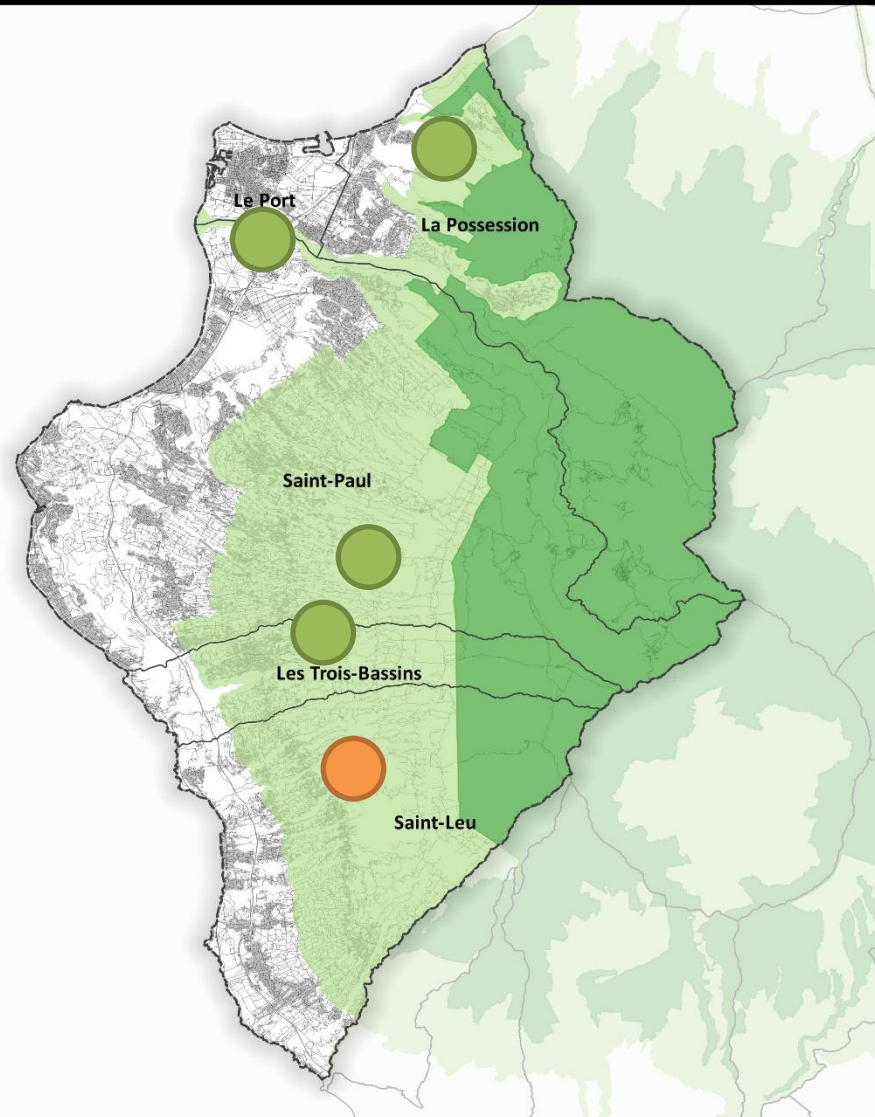 Le Port
La Possession
Saint-Paul
Les Trois-Bassins
Saint-Leu